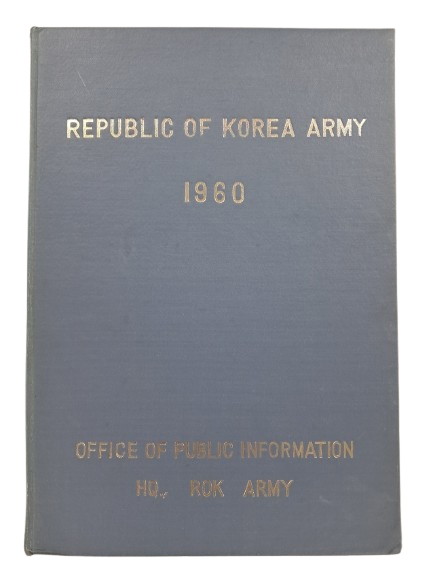 REPUBLIC OF KOREA ARMY
1960
OFFICE OF PUBLIC INFORMATION
HQ., ROK ARMY